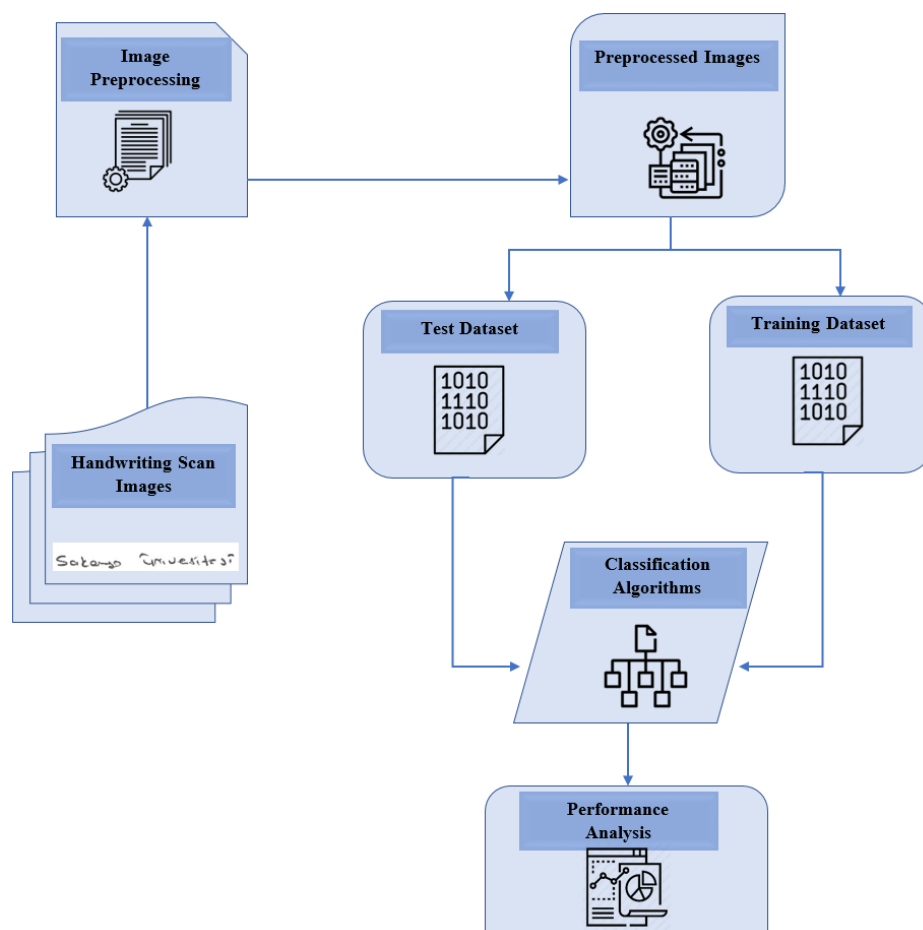 Image
Preprocessing
Preprocessed Images
Test Dataset
1010
1110
1010
Training Dataset
1010
1110
1010
Handwriting Scan
Images
Sakarya Üniversitesi
Classification
Algorithms
Performance
Analysis